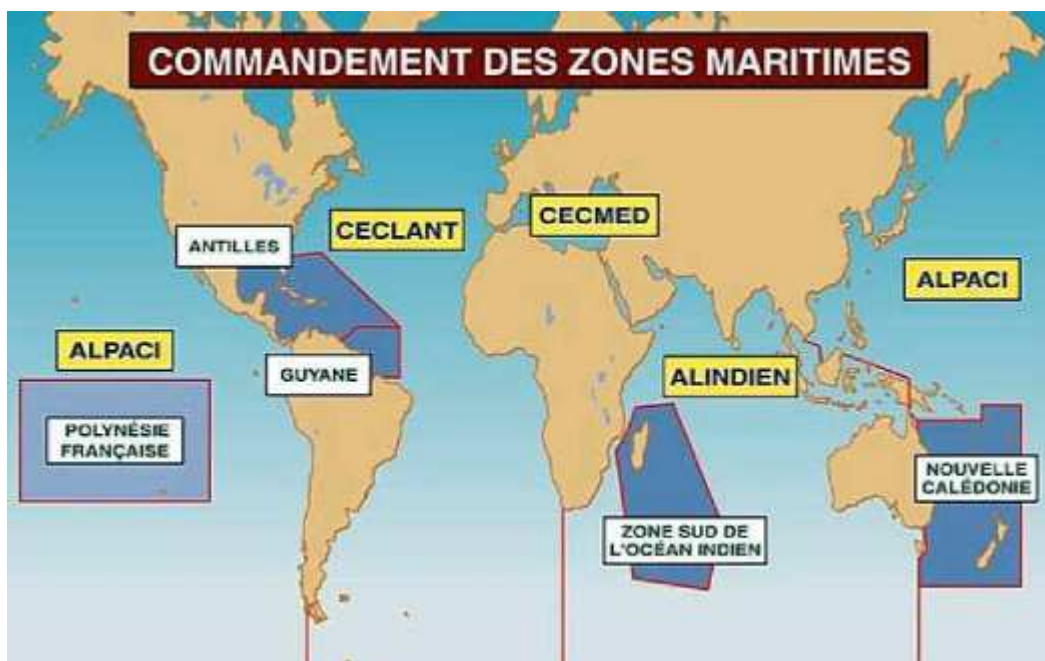 COMMANDEMENT DES ZONES MARITIMES
CECMED
CECLANT
ANTILLES
ALPACI
ALPACI
GUYANE
ALINDIEN
POLYNÉSIE
FRANÇAISE
NOUVELLE
CALÉDONIE
ZONE SUD DE
L'OCÉAN INDIEN